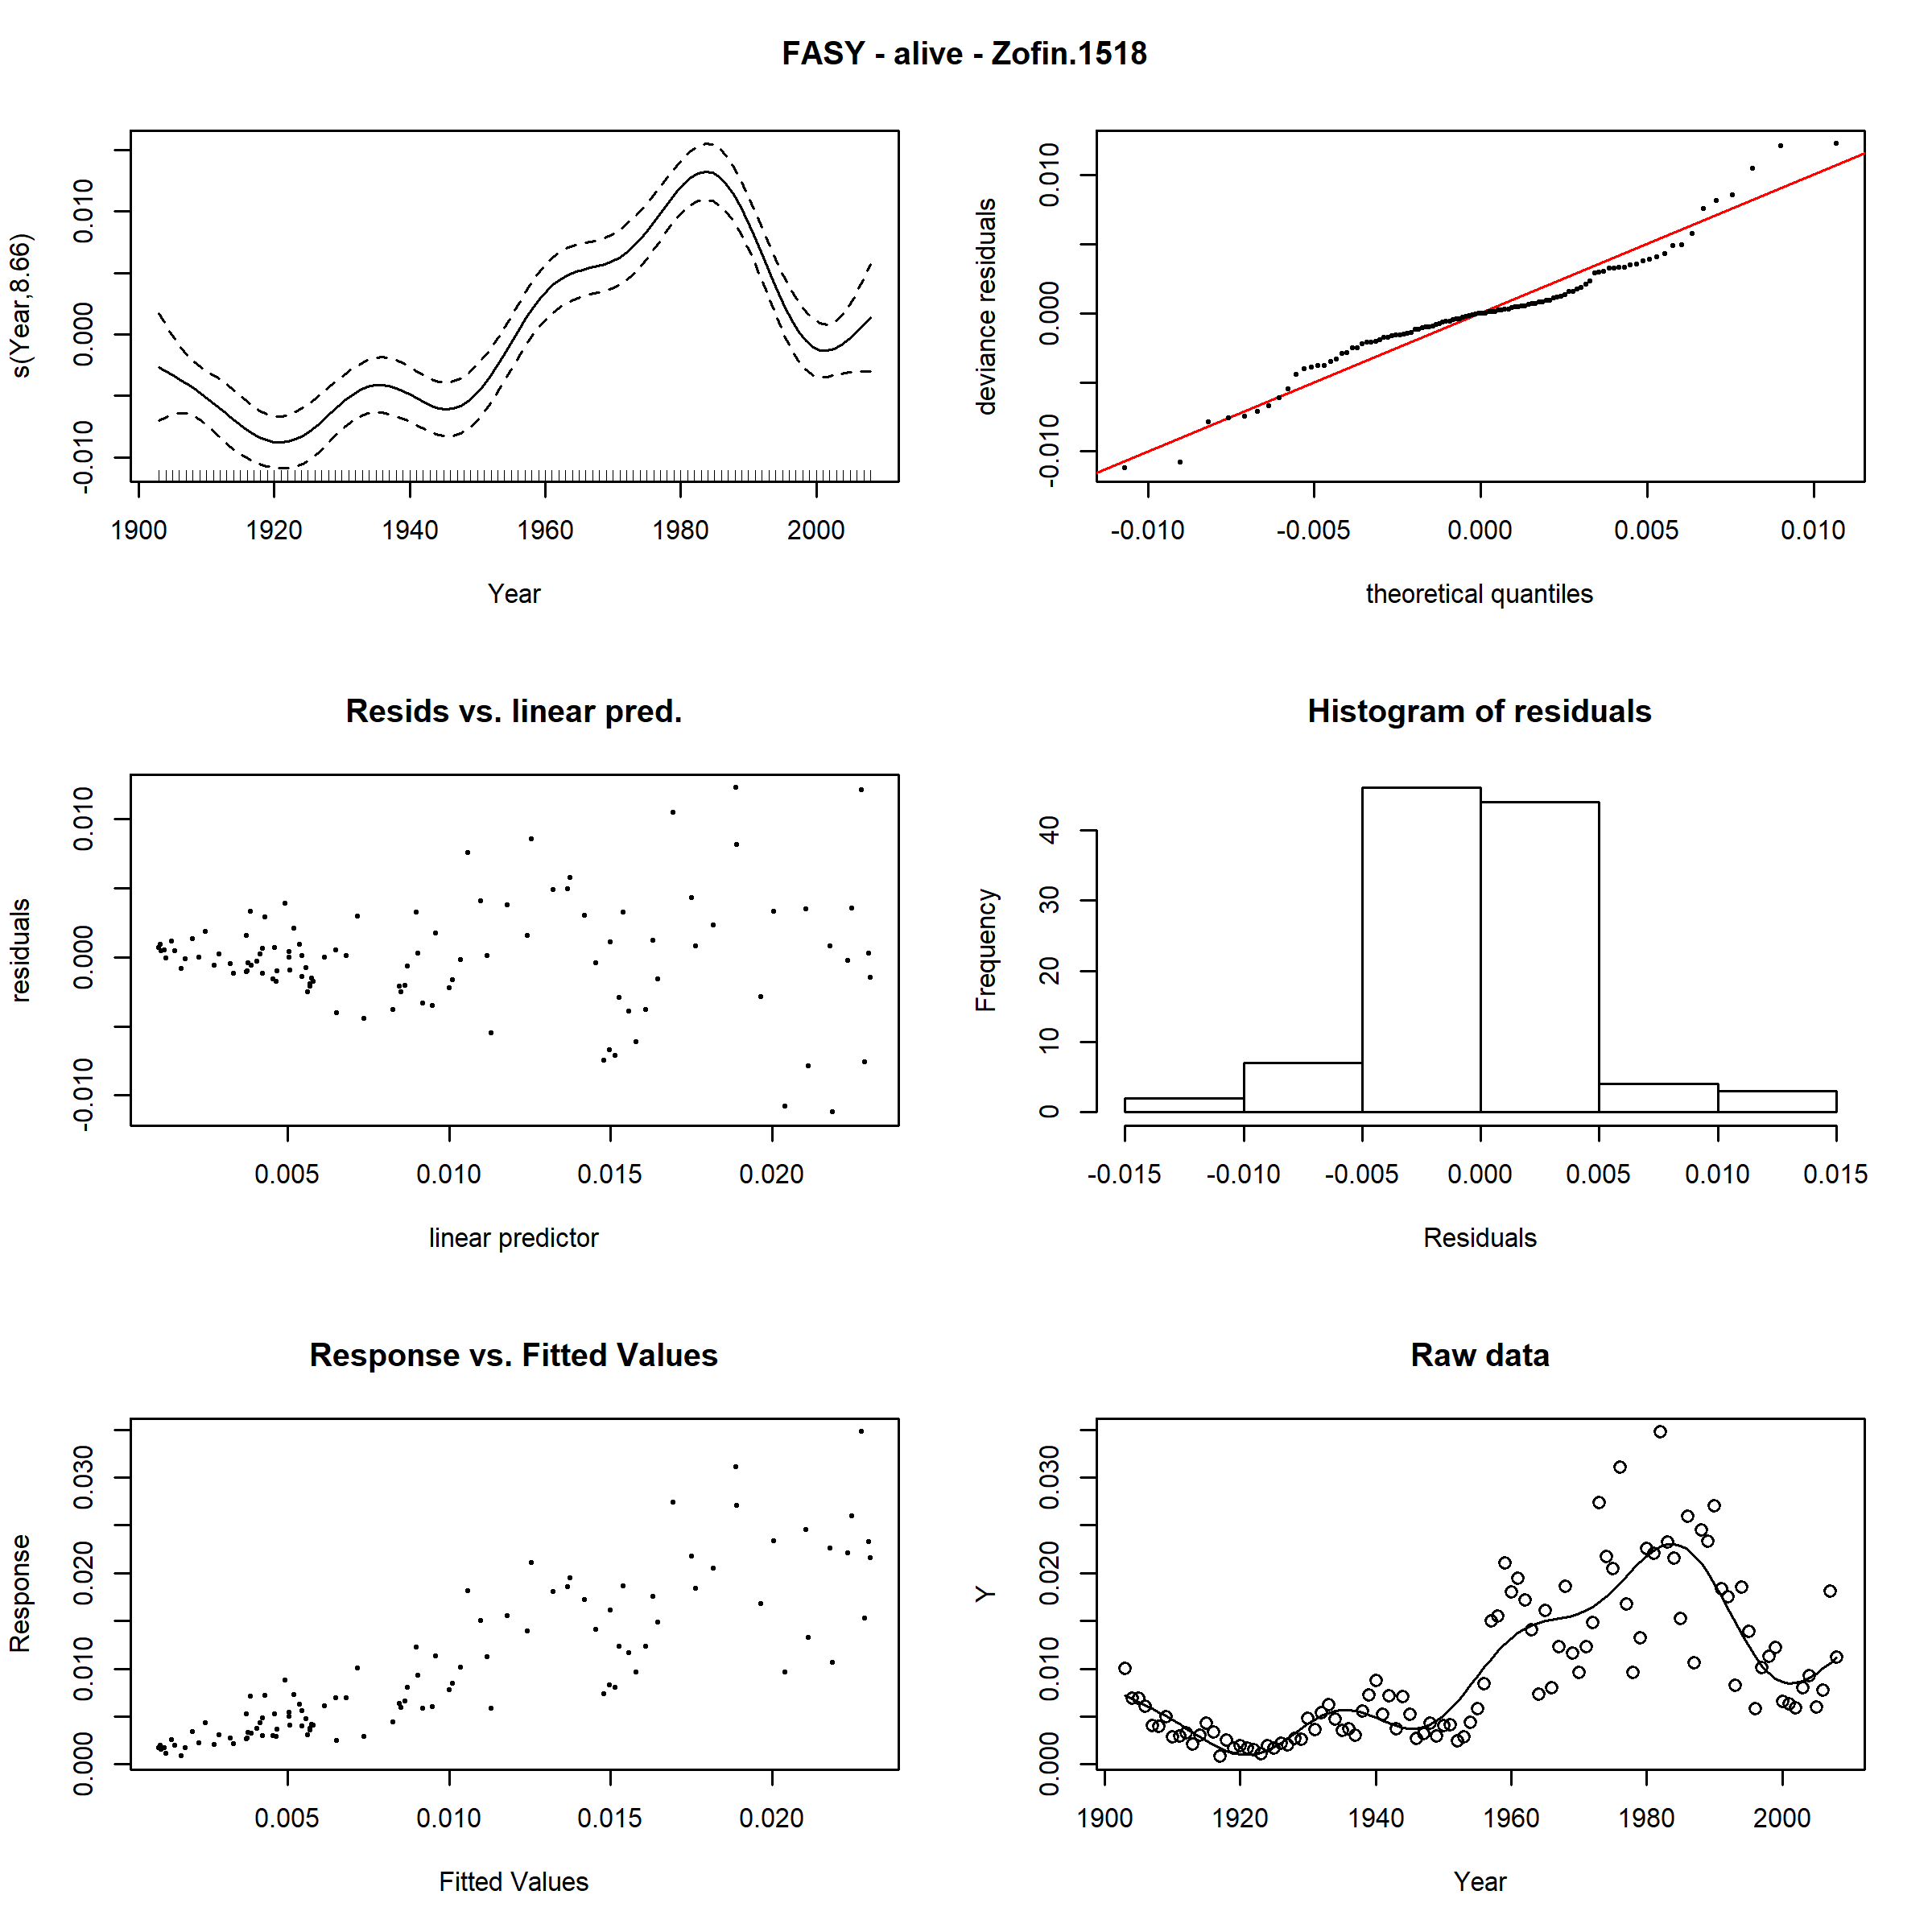 FASY - alive - Zofin.1518
s(Year,8.66)
-0.010 0.000 0.010
1900 1920 1940 1960 1980 2000
Year
deviance residuals
-0.010 0.000 0.010
-0.010 -0.005 0.000 0.005 0.010
theoretical quantiles
Resids vs. linear pred.
residuals
-0.010 0.000 0.010
0.005 0.010 0.015 0.020
linear predictor
Histogram of residuals
Frequency
0 10 20 30 40
-0.015 -0.010 -0.005 0.000 0.005 0.010 0.015
Residuals
Response vs. Fitted Values
Response
0.000 0.010 0.020 0.030
0.005 0.010 0.015 0.020
Fitted Values
Raw data
Y
0.000 0.010 0.020 0.030
1900 1920 1940 1960 1980 2000
Year